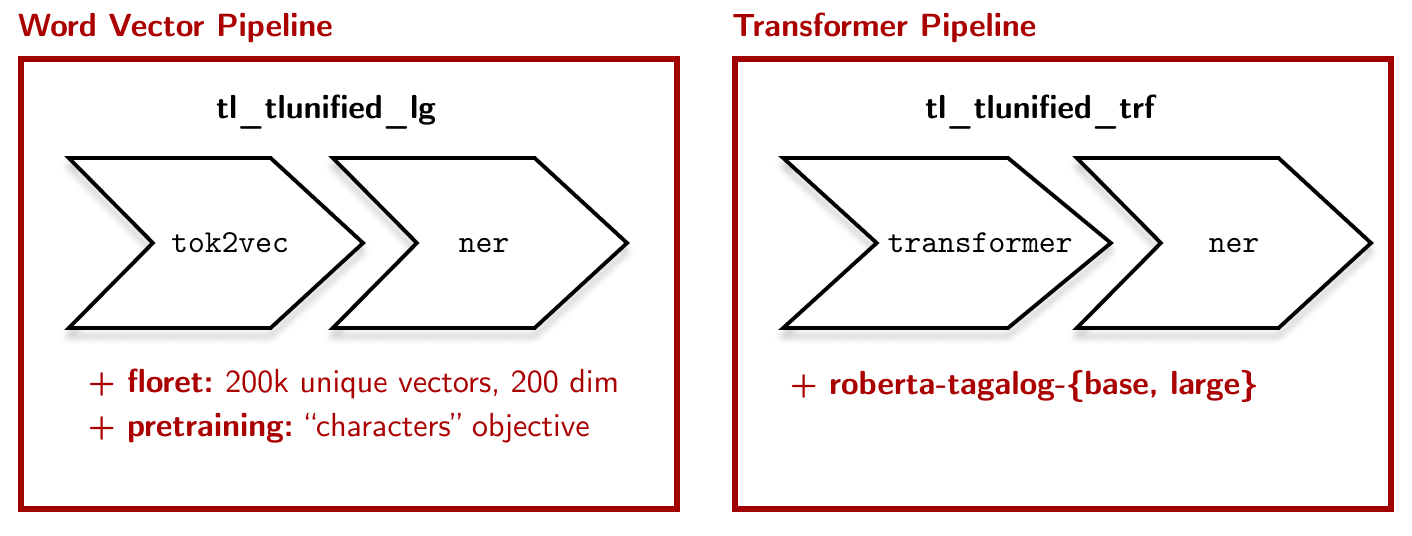 Word Vector Pipeline
tl_tlunified_lg
tok2vec
ner
+ floret: 200k unique vectors, 200 dim
+ pretraining: “characters” objective
Transformer Pipeline
tl_tlunified_trf
transformer
ner
+ roberta-tagalog-{base, large}